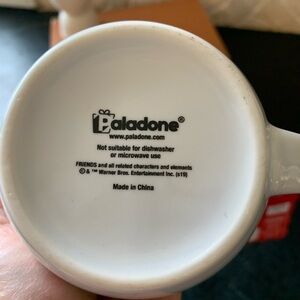 Paladone®
www.paladone.com
Not suitable for dishwasher
or microwave use
FRIENDS and all related characters and elements
© & ™ Warner Bros. Entertainment Inc. (s19)
Made in China